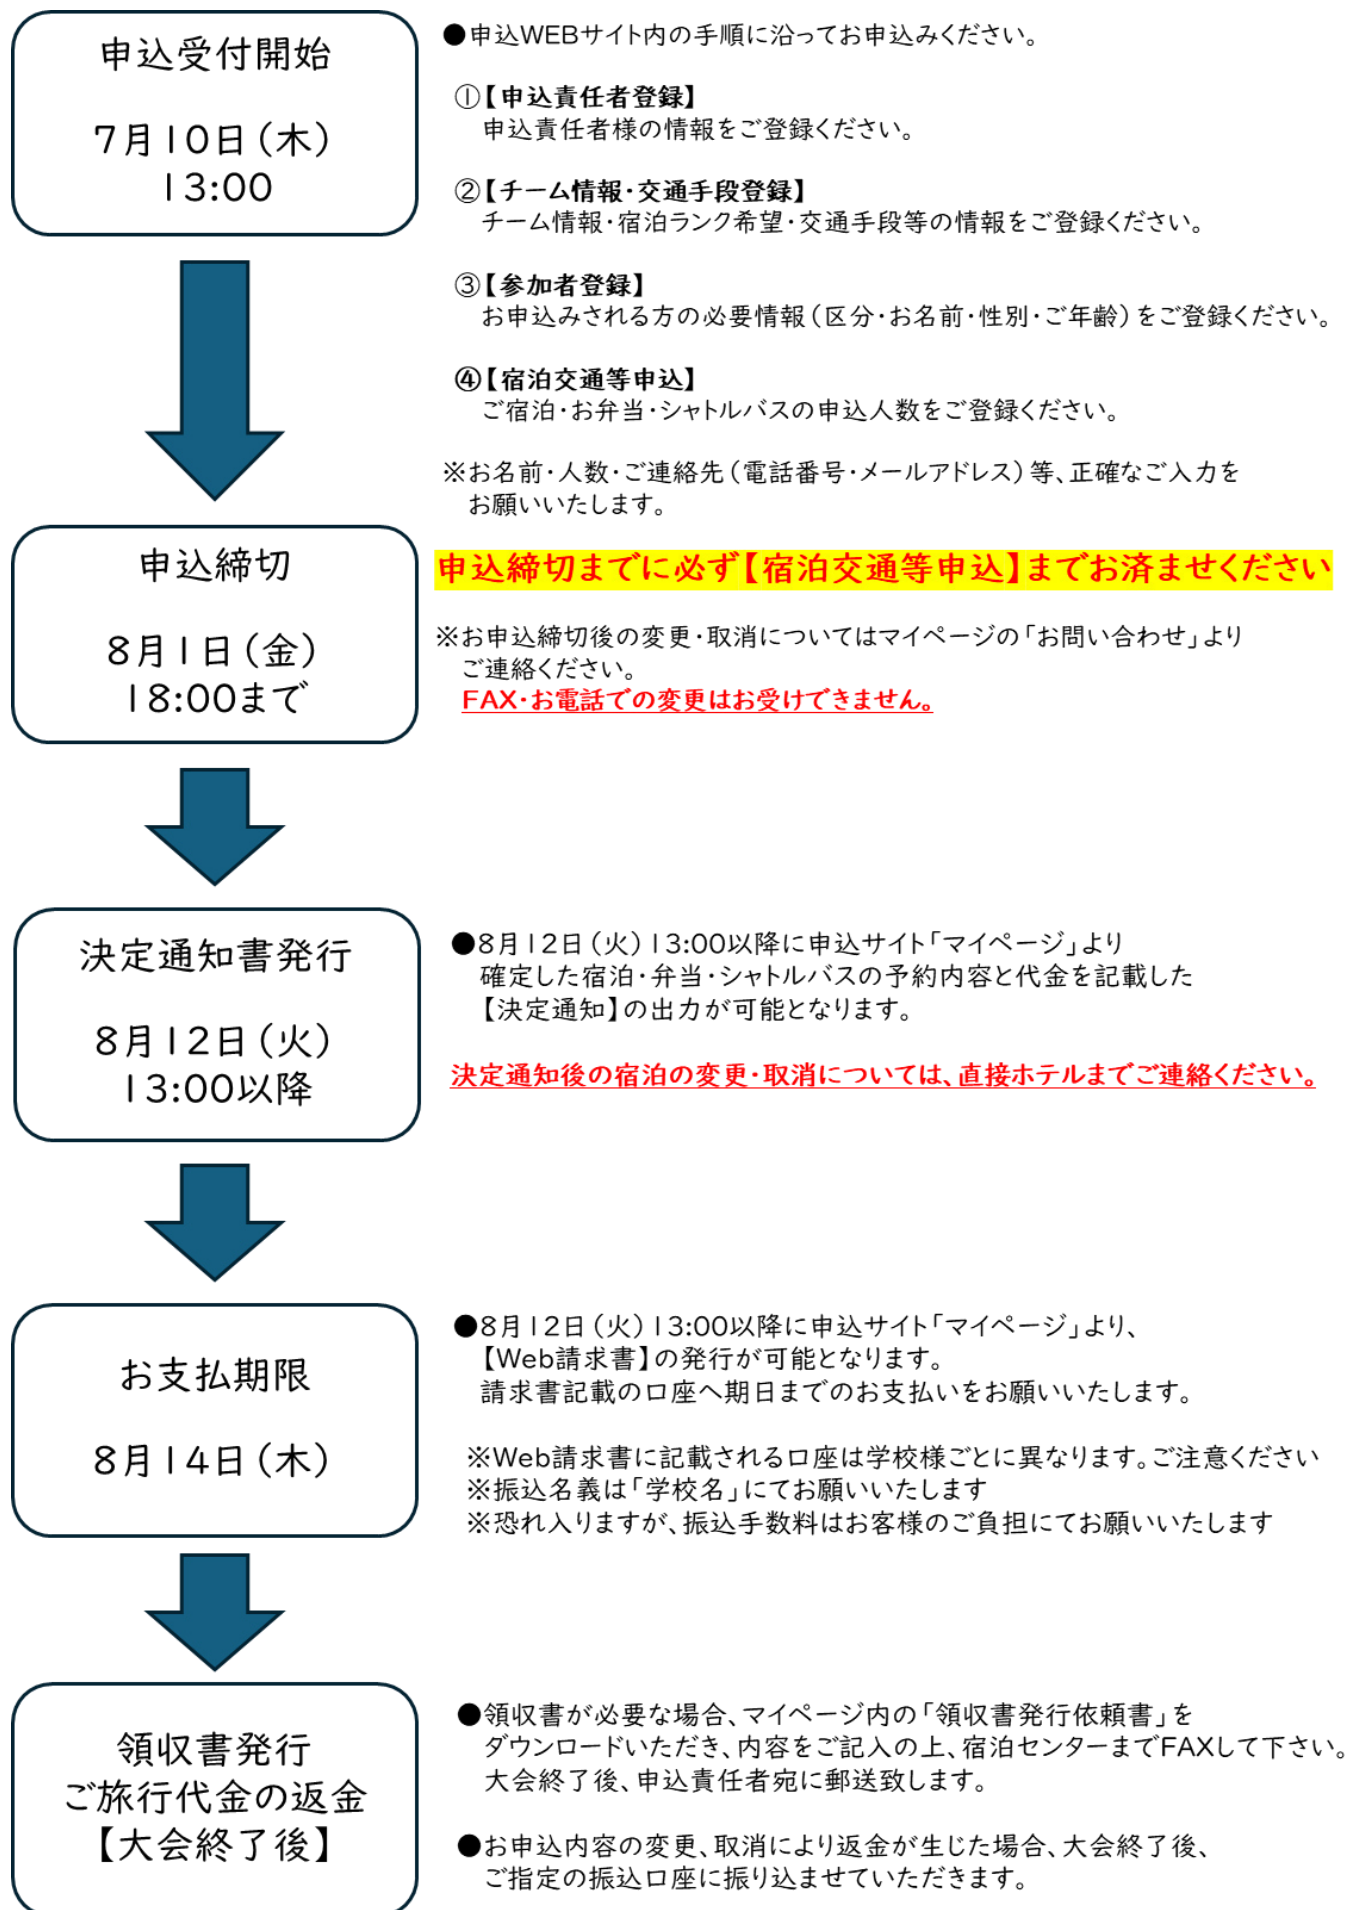 申込受付開始
7月10日(木)
13:00
●申込WEBサイト内の手順に沿ってお申込みください。
①【申込責任者登録】
申込責任者様の情報をご登録ください。
②【チーム情報・交通手段登録】
チーム情報・宿泊ランク希望・交通手段等の情報をご登録ください。
③【参加者登録】
お申込みされる方の必要情報(区分・お名前・性別・ご年齢)をご登録ください。
④【宿泊交通等申込】
ご宿泊・お弁当・シャトルバスの申込人数をご登録ください。
※お名前・人数・ご連絡先(電話番号・メールアドレス)等、正確なご入力を
お願いいたします。
申込締切
8月1日(金)
18:00まで
申込締切までに必ず【宿泊交通等申込】までお済ませください
※お申込締切後の変更・取消についてはマイページの「お問い合わせ」より
ご連絡ください。
FAX・お電話での変更はお受けできません。
決定通知書発行
8月12日(火)
13:00以降
●8月12日(火)13:00以降に申込サイト「マイページ」より
確定した宿泊・弁当・シャトルバスの予約内容と代金を記載した
【決定通知】の出力が可能となります。
決定通知後の宿泊の変更・取消については、直接ホテルまでご連絡ください。
お支払期限
8月14日(木)
●8月12日(火)13:00以降に申込サイト「マイページ」より、
【Web請求書】の発行が可能となります。
請求書記載の口座へ期日までのお支払いをお願いいたします。
※Web請求書に記載される口座は学校様ごとに異なります。ご注意ください
※振込名義は「学校名」にてお願いいたします
※恐れ入りますが、振込手数料はお客様のご負担にてお願いいたします
領収書発行
ご旅行代金の返金
【大会終了後】
●領収書が必要な場合、マイページ内の「領収書発行依頼書」を
ダウンロードいただき、内容をご記入の上、宿泊センターまでFAXして下さい。
大会終了後、申込責任者宛に郵送致します。
●お申込内容の変更、取消により返金が生じた場合、大会終了後、
ご指定の振込口座に振り込ませていただきます。